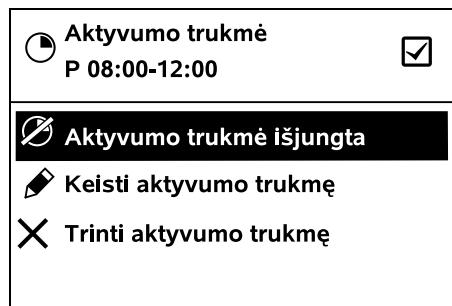 Aktyvumo trukmė
P 08:00-12:00
Aktyvumo trukmė išjungta
Keisti aktyvumo trukmę
Trinti aktyvumo trukmę